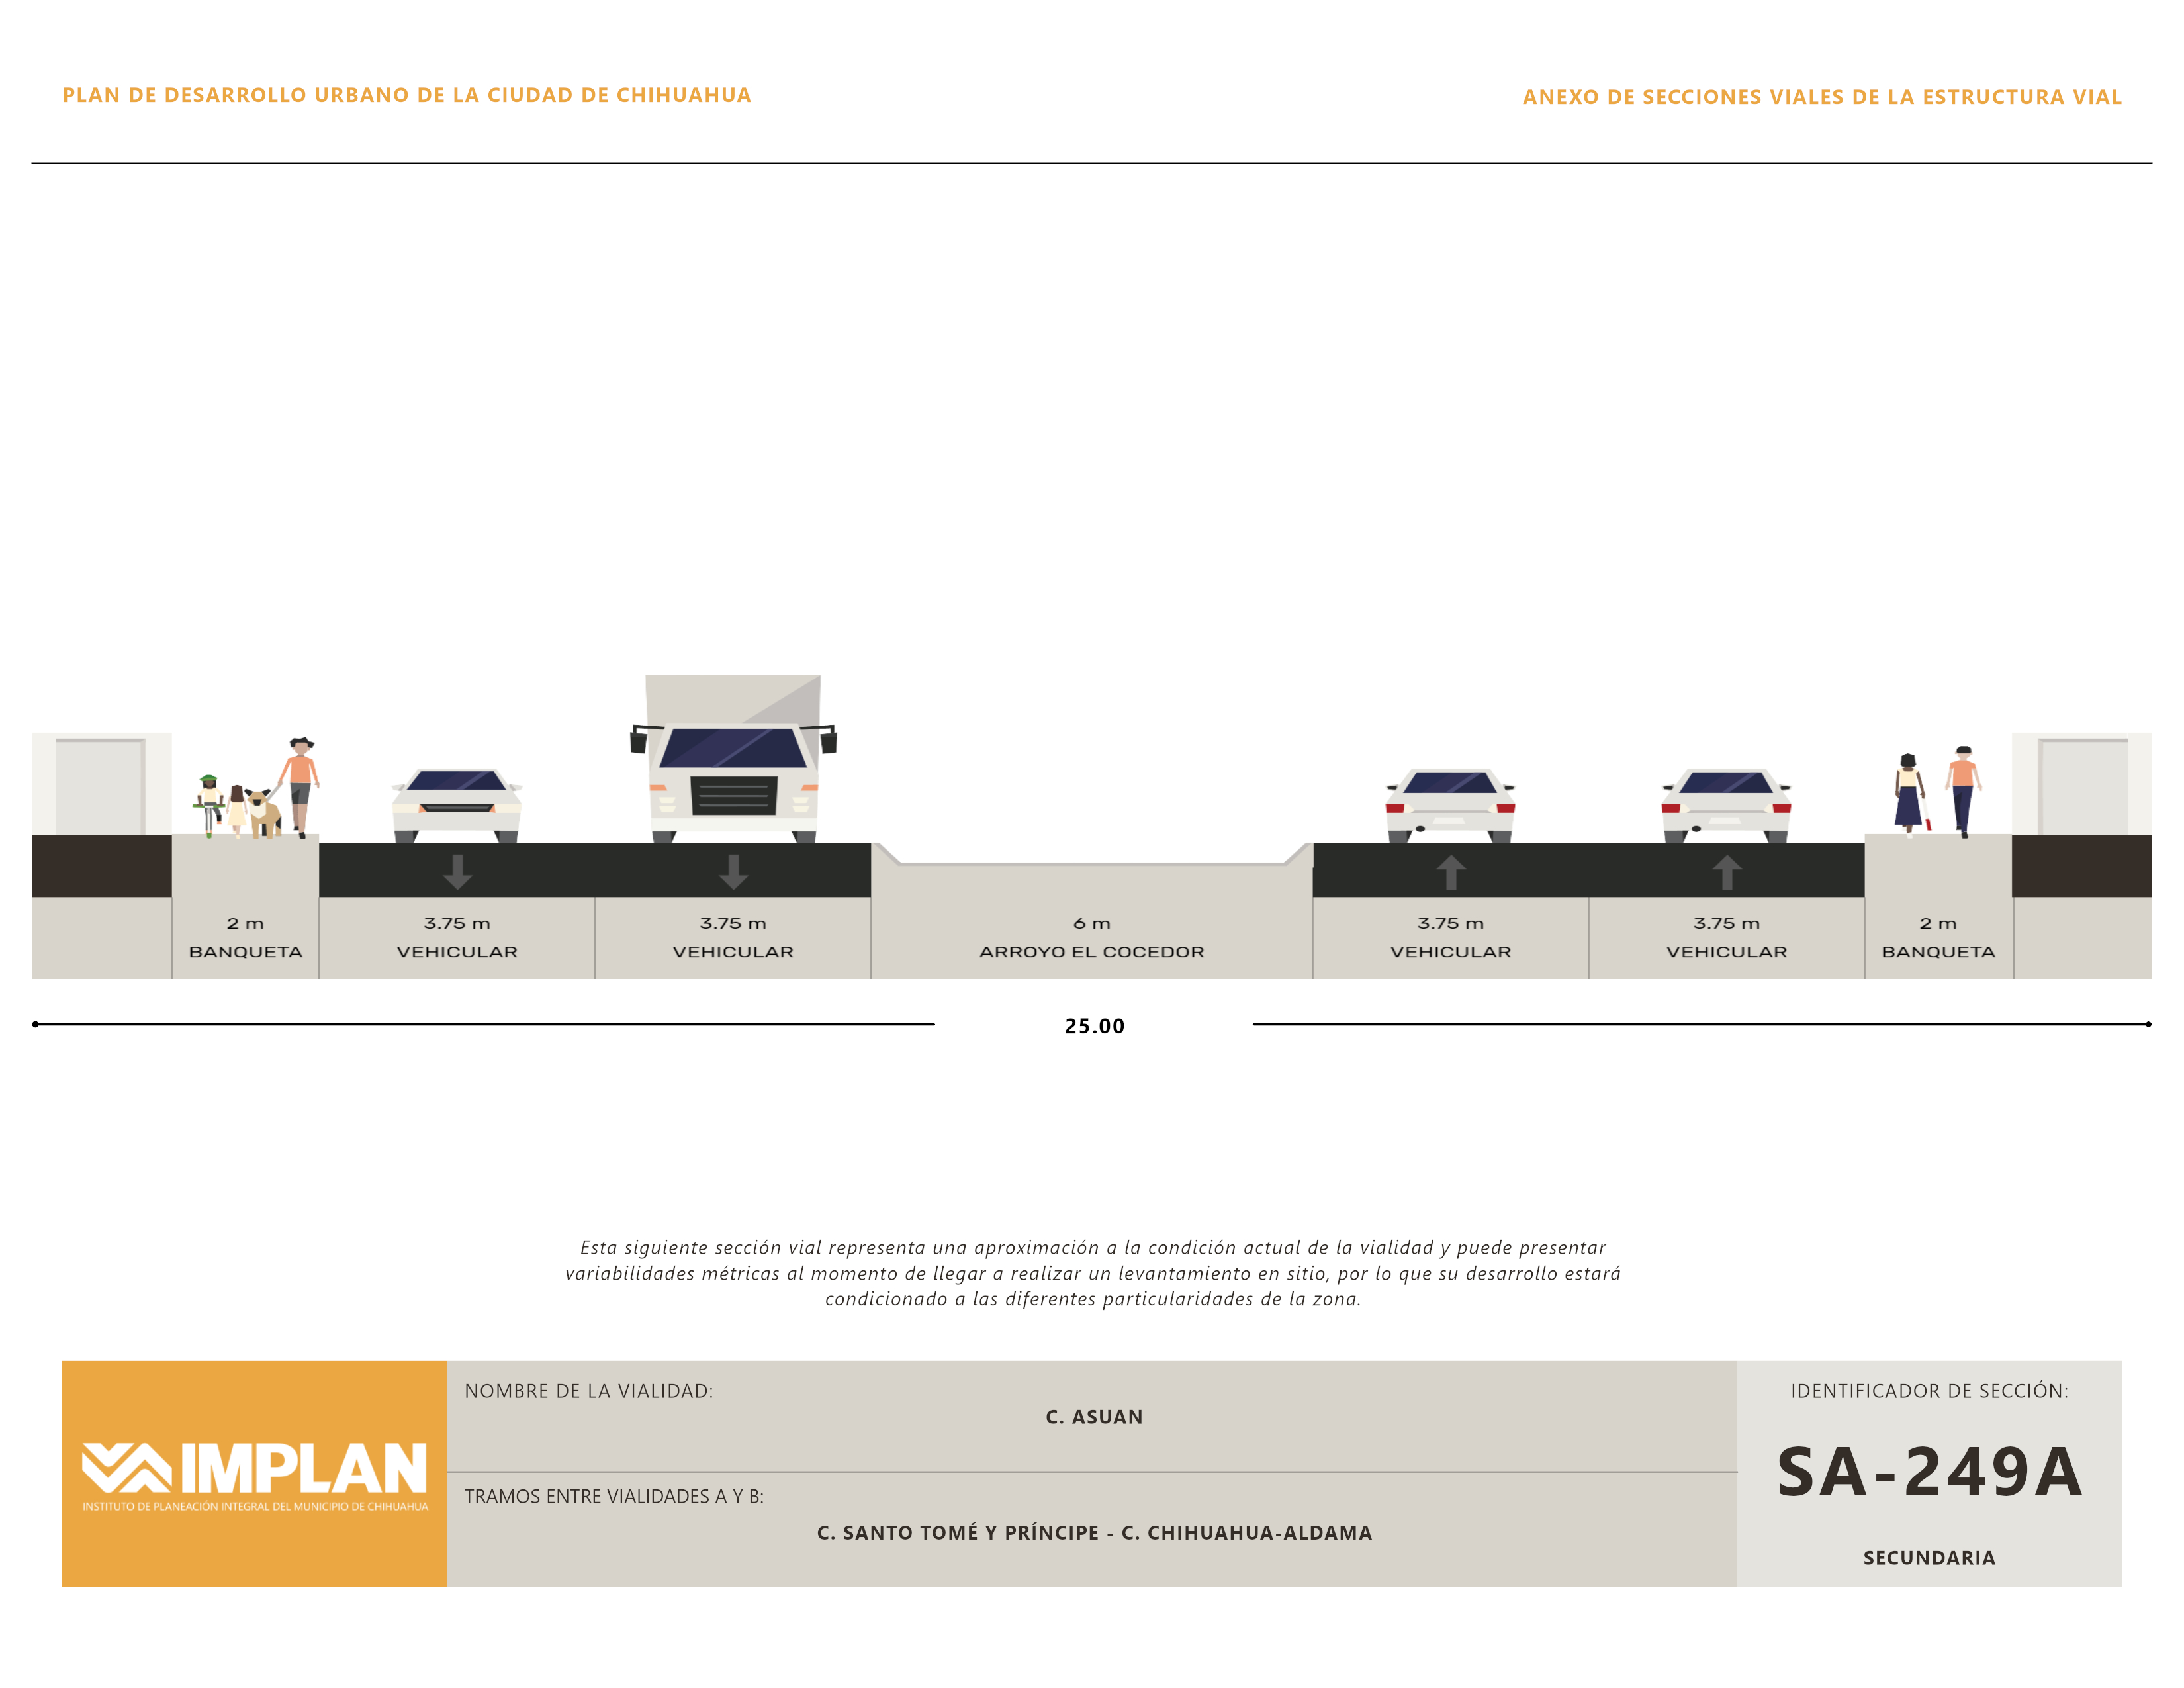 PLAN DE DESARROLLO URBANO DE LA CIUDAD DE CHIHUAHUA
ANEXO DE SECCIONES VIALES DE LA ESTRUCTURA VIAL
2 m
BANQUETA
3.75 m
VEHICULAR
3.75 m
VEHICULAR
6 m
ARROYO EL COCEDOR
3.75 m
VEHICULAR
3.75 m
VEHICULAR
2 m
BANQUETA
25.00
Esta siguiente sección vial representa una aproximación a la condición actual de la vialidad y puede presentar
variabilidades métricas al momento de llegar a realizar un levantamiento en sitio, por lo que su desarrollo estará
condicionado a las diferentes particularidades de la zona.
IMPLAN
INSTITUTO DE PLANEACIÓN INTEGRAL DEL MUNICIPIO DE CHIHUAHUA
NOMBRE DE LA VIALIDAD:
C. ASUAN
TRAMOS ENTRE VIALIDADES A Y B:
C. SANTO TOMÉ Y PRÍNCIPE - C. CHIHUAHUA-ALDAMA
IDENTIFICADOR DE SECCIÓN:
SA-249A
SECUNDARIA